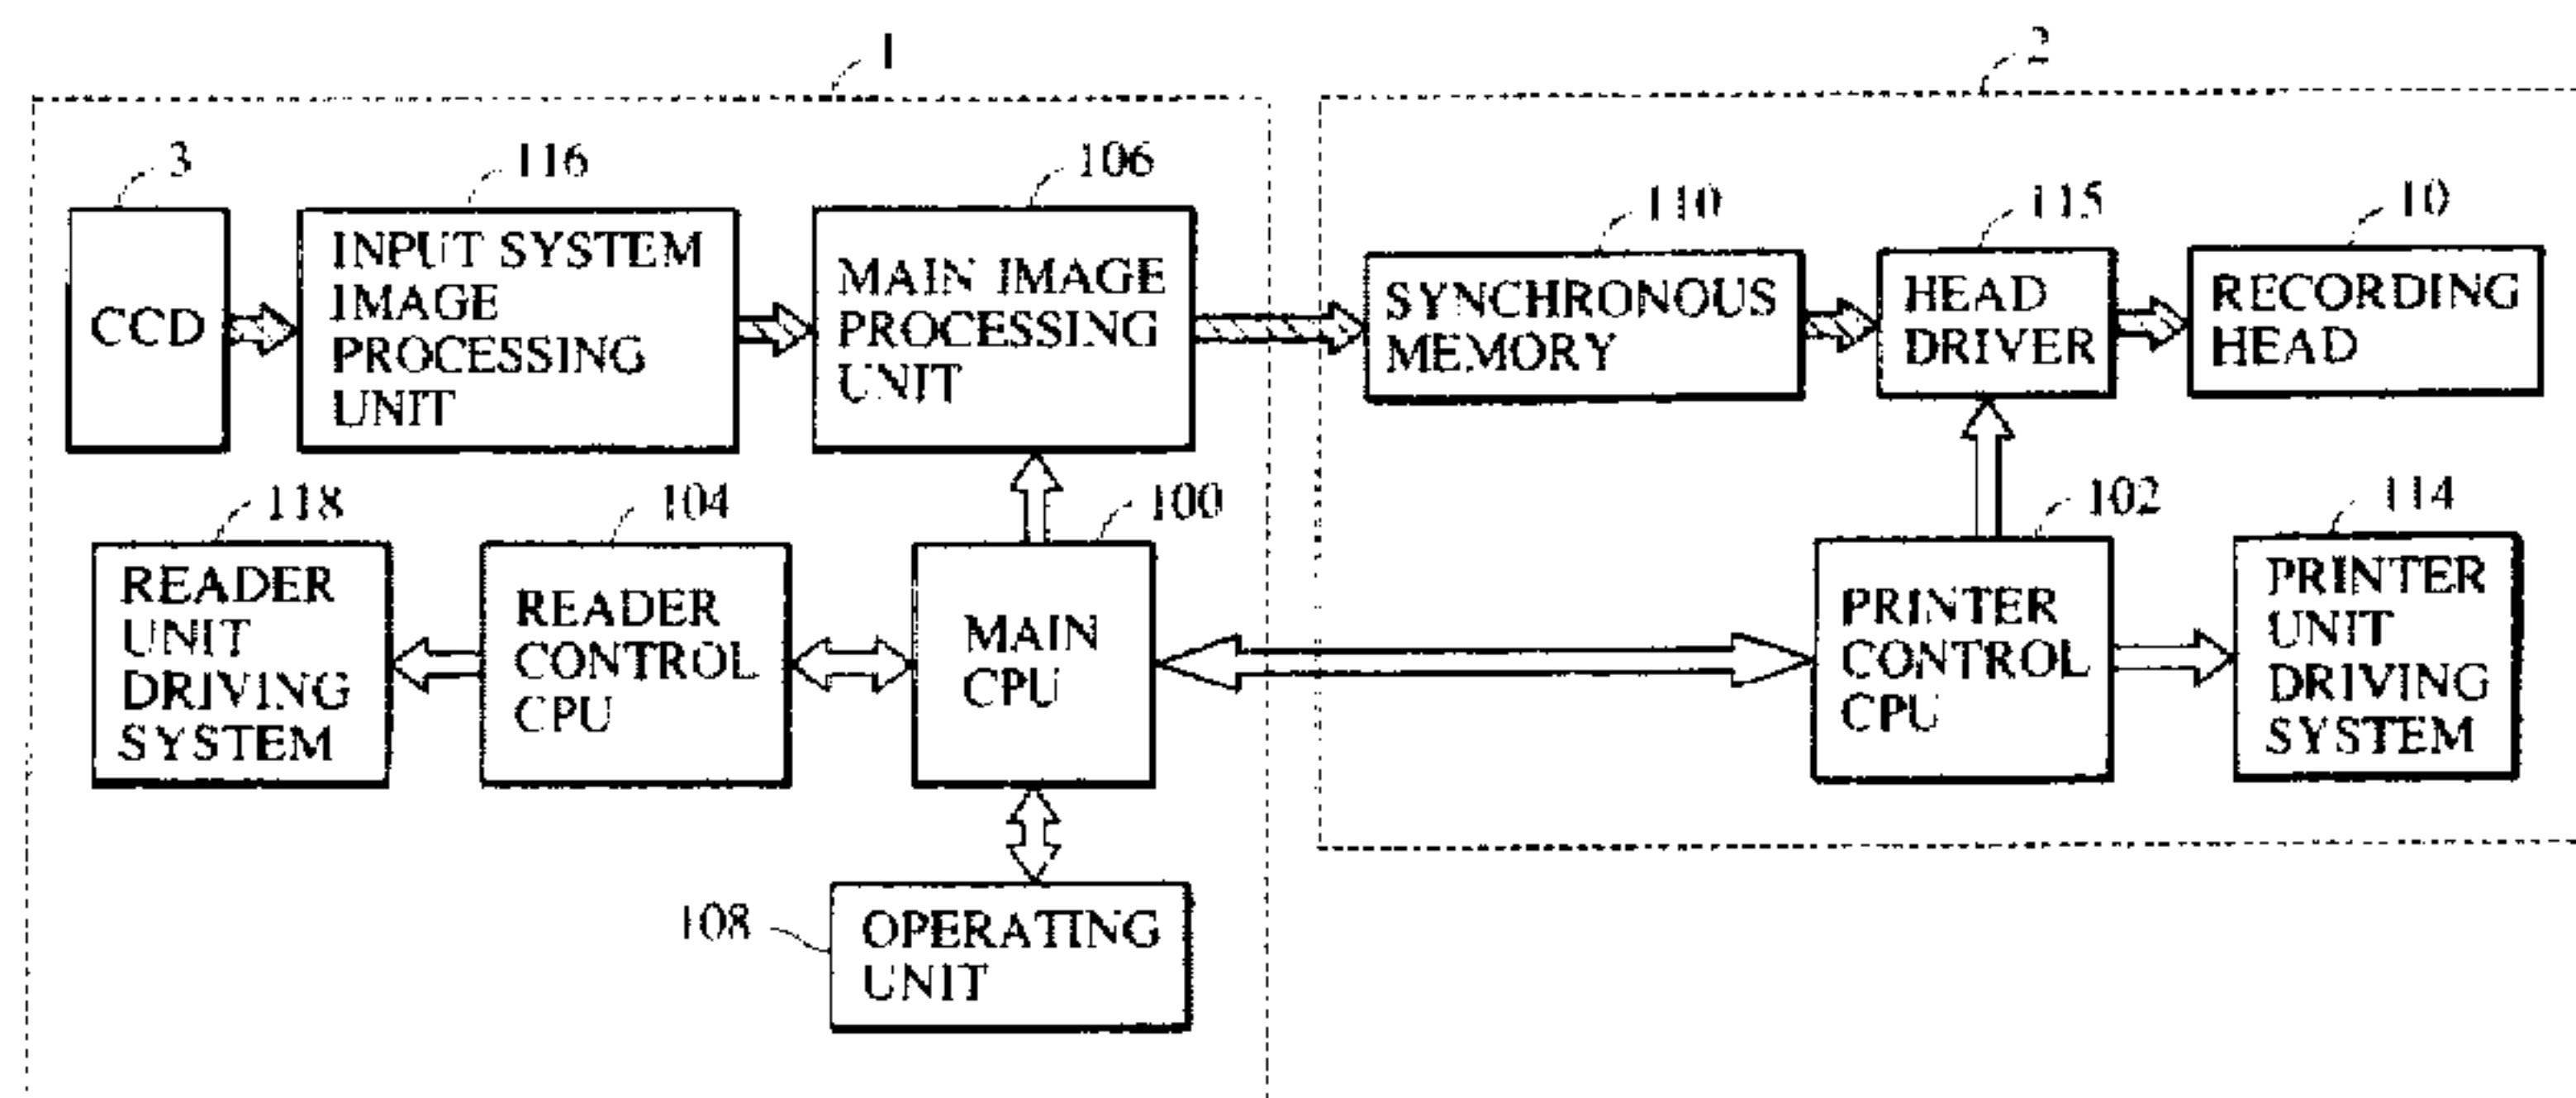 1
2
3
116
106
110
115
10
CCD
INPUT SYSTEM
IMAGE
PROCESSING
UNIT
MAIN IMAGE
PROCESSING
UNIT
SYNCHRONOUS
MEMORY
HEAD
DRIVER
RECORDING
HEAD
118
104
100
102
114
READER
UNIT
DRIVING
SYSTEM
READER
CONTROL
CPU
MAIN
CPU
PRINTER
CONTROL
CPU
PRINTER
UNIT
DRIVING
SYSTEM
108
OPERATING
UNIT